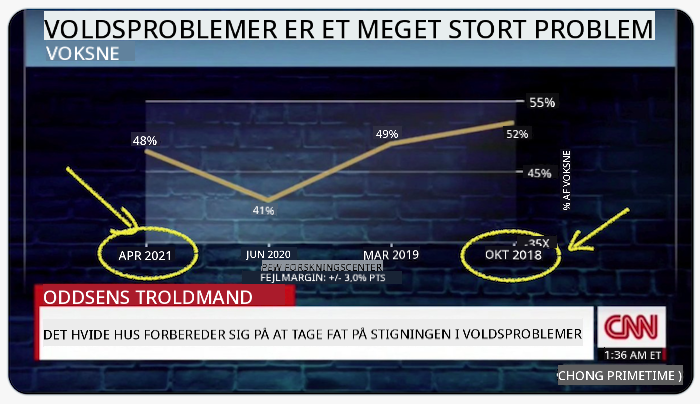 VOLDSPROBLEMER ER ET MEGET STORT PROBLEM
VOKSNE
55%
48%
49%
52%
45%
41%
% AF VOKSNE
-35X
APR 2021
JUN 2020
MAR 2019
OKT 2018
PEW FORSKNINGSCENTER
FEJLMARGIN: +/- 3,0% PTS
ODDSENS TROLDMAND
DET HVIDE HUS FORBEREDER SIG PÅ AT TAGE FAT PÅ STIGNINGEN I VOLDSPROBLEMER
CNN
1:36 AM ET
CHONG PRIMETIME )